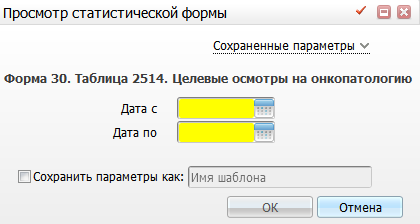 Просмотр статистической формы
Сохраненные параметры
Форма 30. Таблица 2514. Целевые осмотры на онкопатологию
Дата с
Дата по
Сохранить параметры как: Имя шаблона
ОК Отмена